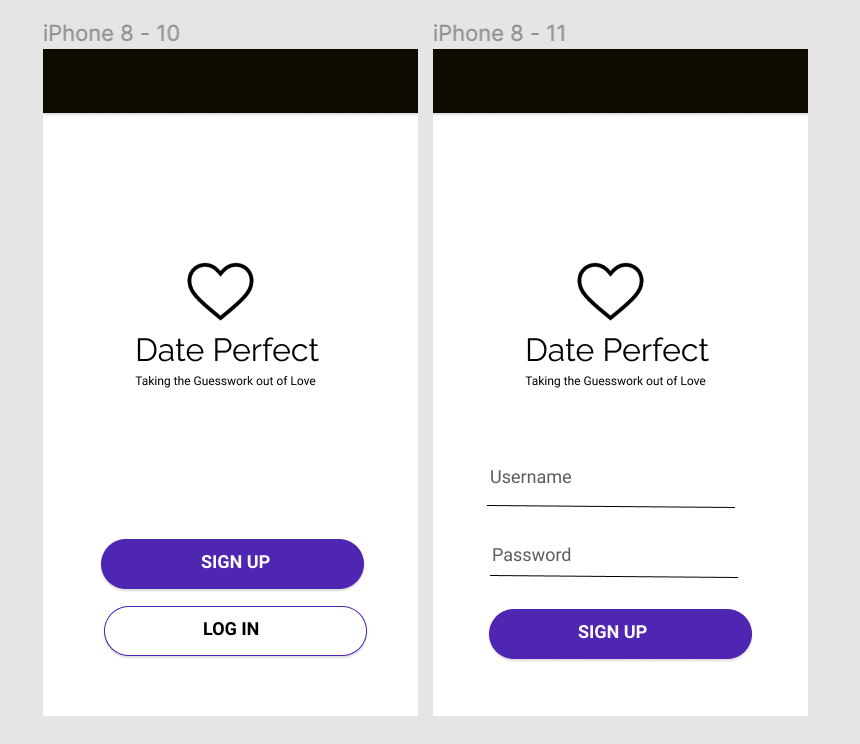 iPhone 8 - 10
Date Perfect
Taking the Guesswork out of Love
SIGN UP
LOG IN
iPhone 8 - 11
Date Perfect
Taking the Guesswork out of Love
Username
Password
SIGN UP